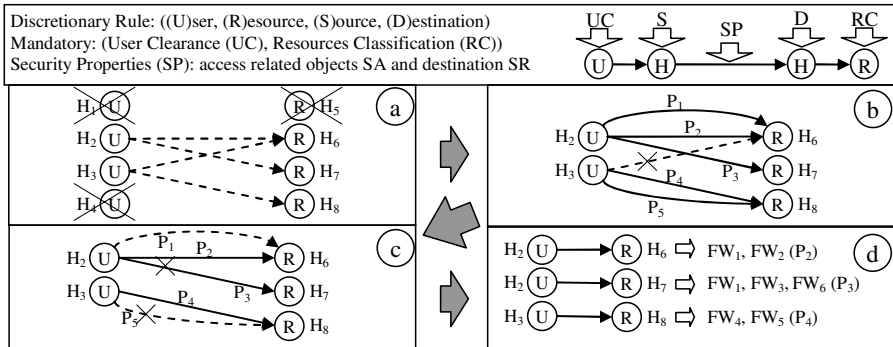 Discretionary Rule: ((U)ser, (R)esource, (S)ource, (D)estination)
Mandatory: (User Clearance (UC), Resources Classification (RC))
Security Properties (SP): access related objects SA and destination SR
UC S SP D RC
U H H R
a
H1 U R H5
H2 U R H6
H3 U R H7
H4 U R H8
b
P1
H2 U P2 R H6
H3 U P3 R H7
P4
P5 R H8
c
P1 P2
H2 U R H6
H3 U P4 P3 R H7
P5 R H8
d
H2 U R H6 FW1, FW2 (P2)
H2 U R H7 FW1, FW3, FW6 (P3)
H3 U R H8 FW4, FW5 (P4)